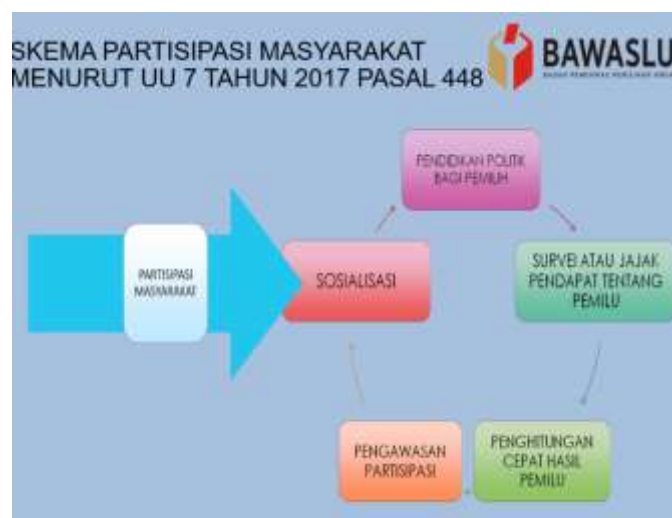 SKEMA PARTISIPASI MASYARAKAT
MENURUT UU 7 TAHUN 2017 PASAL 448
BAWASLU
PENDIDIKAN POLITIK
BAGI PEMILIH
PARTISIPASI
MASYARAKAT
SOSIALISASI
SURVEI ATAU JAJAK
PENDAPAT TENTANG
PEMILU
PENGAWASAN
PARTISIPASI
PENGHITUNGAN
CEPAT HASIL
PEMILU